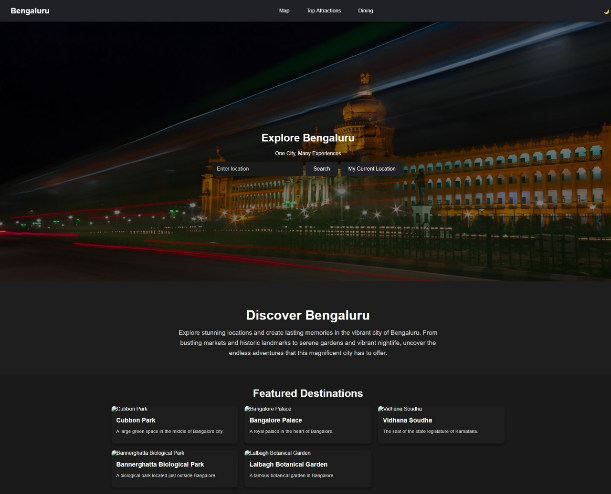 Bengaluru
Map Top Attractions Dining
Explore Bengaluru
One City, Many Experiences
Enter location Search My Current Location
Discover Bengaluru
Explore stunning locations and create lasting memories in the vibrant city of Bengaluru. From
bustling markets and historic landmarks to serene gardens and vibrant nightlife, uncover the
endless adventures that this magnificent city has to offer.
Featured Destinations
Cubbon Park Bangalore Palace Vidhana Soudha
Cubbon Park Bangalore Palace Vidhana Soudha
A large green space in the middle of Bangalore city. A royal palace in the heart of Bangalore. The seat of the state legislature of Karnataka.
Bannerghatta Biological Park Lalbagh Botanical Garden
Bannerghatta Biological Park Lalbagh Botanical Garden
A biological park located just outside Bangalore A famous botanical garden in Bangalore